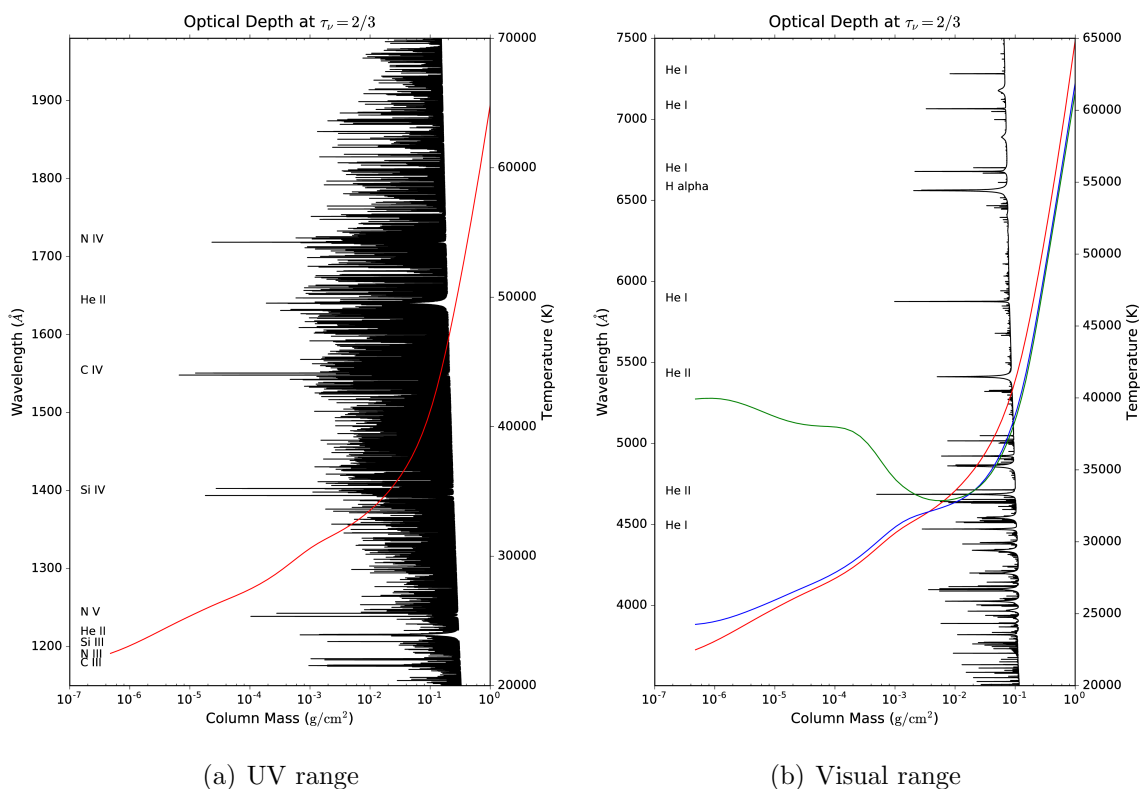 Optical Depth at τν = 2/3
70000
60000
50000
40000
30000
20000
Temperature (K)
1900
1800
1700
1600
1500
1400
1300
1200
Wavelength (Å)
N IV
He II
C IV
Si IV
N V
He II
Si III
N III
C III
10^-7
10^-6
10^-5
10^-4
10^-3
10^-2
10^-1
10^0
Column Mass (g/cm²)
(a) UV range
Optical Depth at τν = 2/3
7500
7000
6500
6000
5500
5000
4500
4000
Wavelength (Å)
He I
He I
He I
H alpha
He I
He II
He II
He I
65000
60000
55000
50000
45000
40000
35000
30000
25000
20000
Temperature (K)
10^-7
10^-6
10^-5
10^-4
10^-3
10^-2
10^-1
10^0
Column Mass (g/cm²)
(b) Visual range